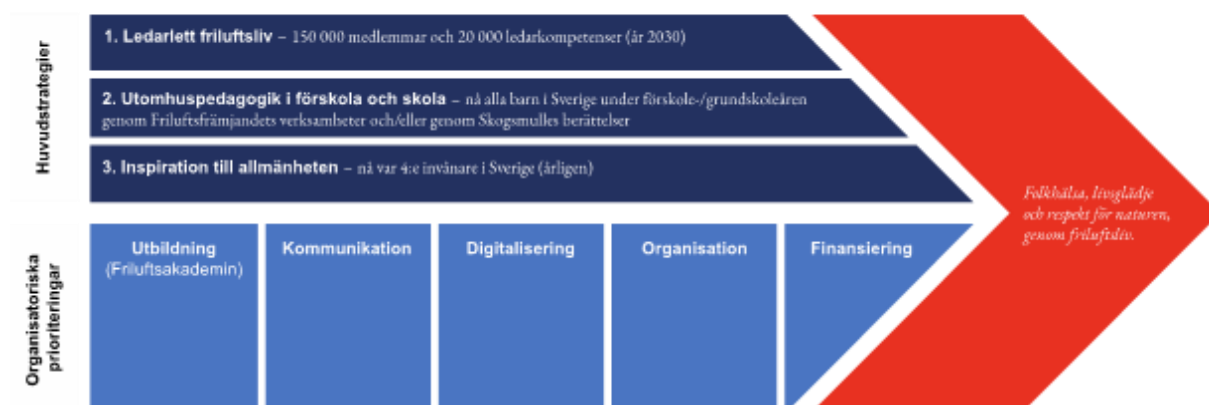 Huvudstrategier
1. Ledarlett friluftsliv – 150 000 medlemmar och 20 000 ledarkompetenser (år 2030)
2. Utomhuspedagogik i förskola och skola – nå alla barn i Sverige under förskole-/grundskoleåren
genom Friluftsfrämjandets verksamheter och/eller genom Skogsmulles berättelser
3. Inspiration till allmänheten – nå var 4:e invånare i Sverige (årligen)
Folkhälsa, livsglädje
och respekt för naturen,
genom friluftsliv.
Organisatoriska
prioriteringar
Utbildning
(Friluftsakademin)
Kommunikation
Digitalisering
Organisation
Finansiering